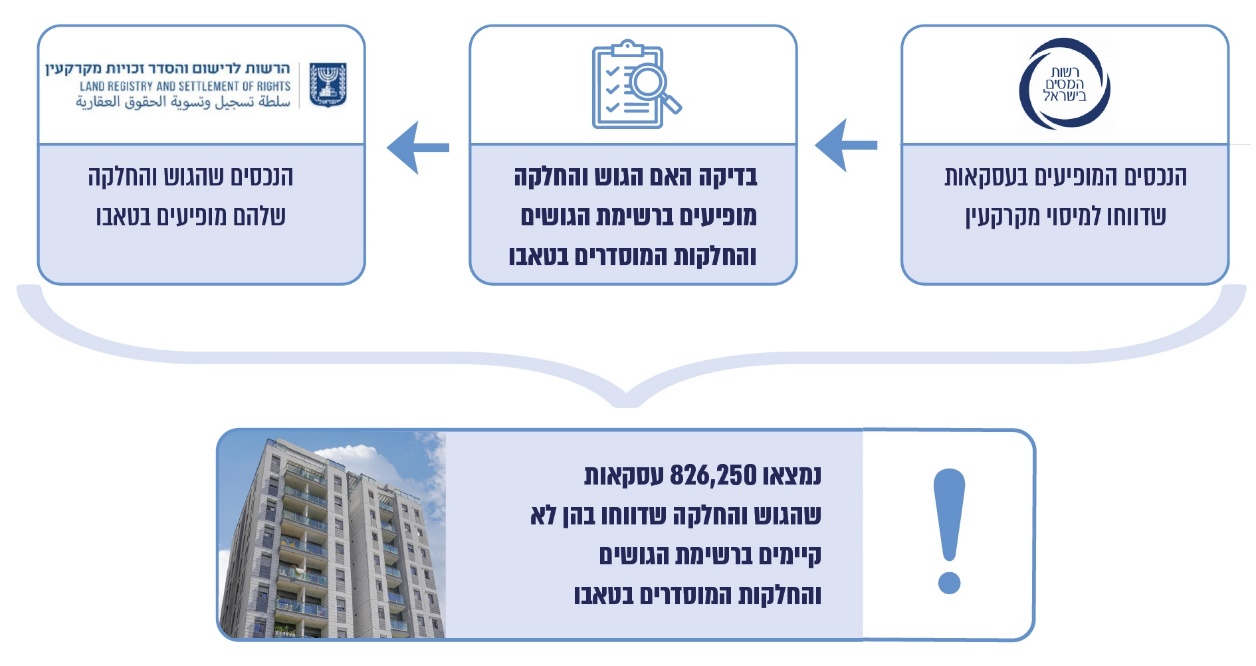 רשות
המסים
בישראל
הנכסים המופיעים בעסקאות
שדווחו למיסוי מקרקעין
בדיקה האם הגוש והחלקה
מופיעים ברשימת הגושים
והחלקות המוסדרים בטאבו
הרשות לרישום והסדר זכויות מקרקעין
LAND REGISTRY AND SETTLEMENT OF RIGHTS
سلطة تسجيل وتسوية الحقوق العقارية
הנכסים שהגוש והחלקה
שלהם מופיעים בטאבו
נמצאו 826,250 עסקאות
שהגוש והחלקה שדווחו בהן לא
קיימים ברשימת הגושים
והחלקות המוסדרים בטאבו